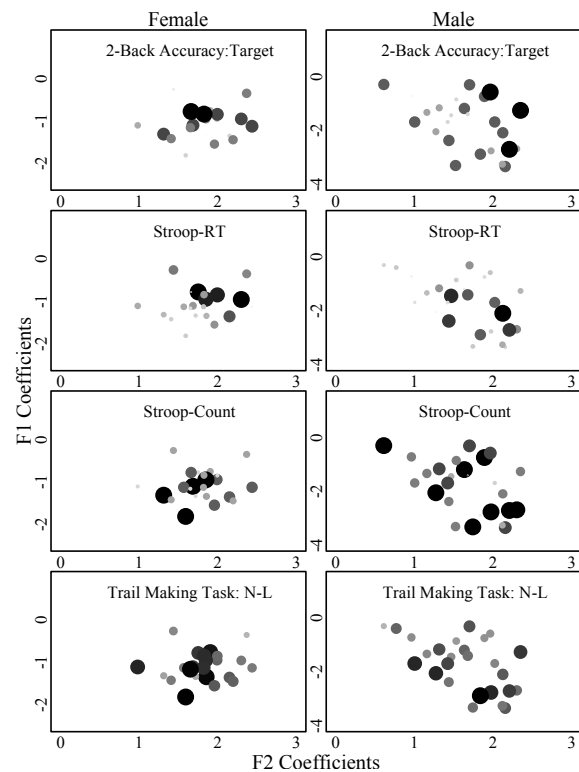 Female Male
2-Back Accuracy:Target 2-Back Accuracy:Target
0 -1 -2 0 -2 -4
0 1 2 3 0 1 2 3
Stroop-RT Stroop-RT
0 -1 -2 0 -2 -4
0 1 2 3 0 1 2 3
F1 Coefficients
Stroop-Count Stroop-Count
0 -1 -2 0 -2 -4
0 1 2 3 0 1 2 3
Trail Making Task: N-L Trail Making Task: N-L
0 -1 -2 0 -2 -4
0 1 2 3 0 1 2 3
F2 Coefficients